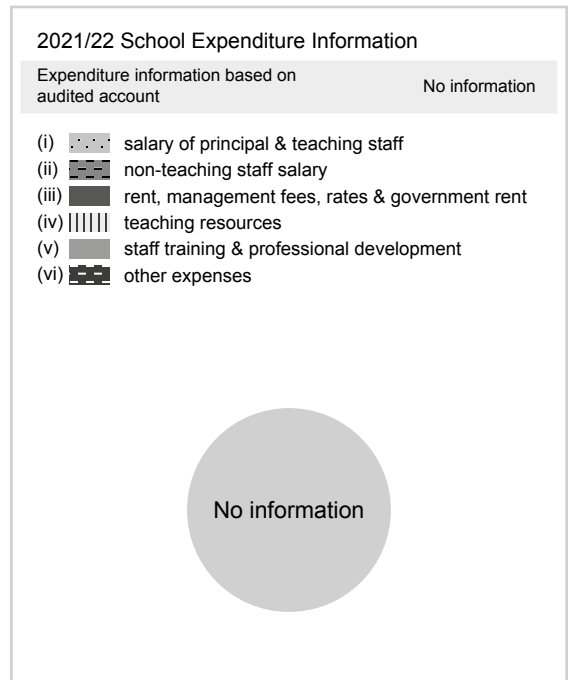 2021/22 School Expenditure Information
Expenditure information based on
audited account
No information
(i) salary of principal & teaching staff
(ii) non-teaching staff salary
(iii) rent, management fees, rates & government rent
(iv) teaching resources
(v) staff training & professional development
(vi) other expenses
No information